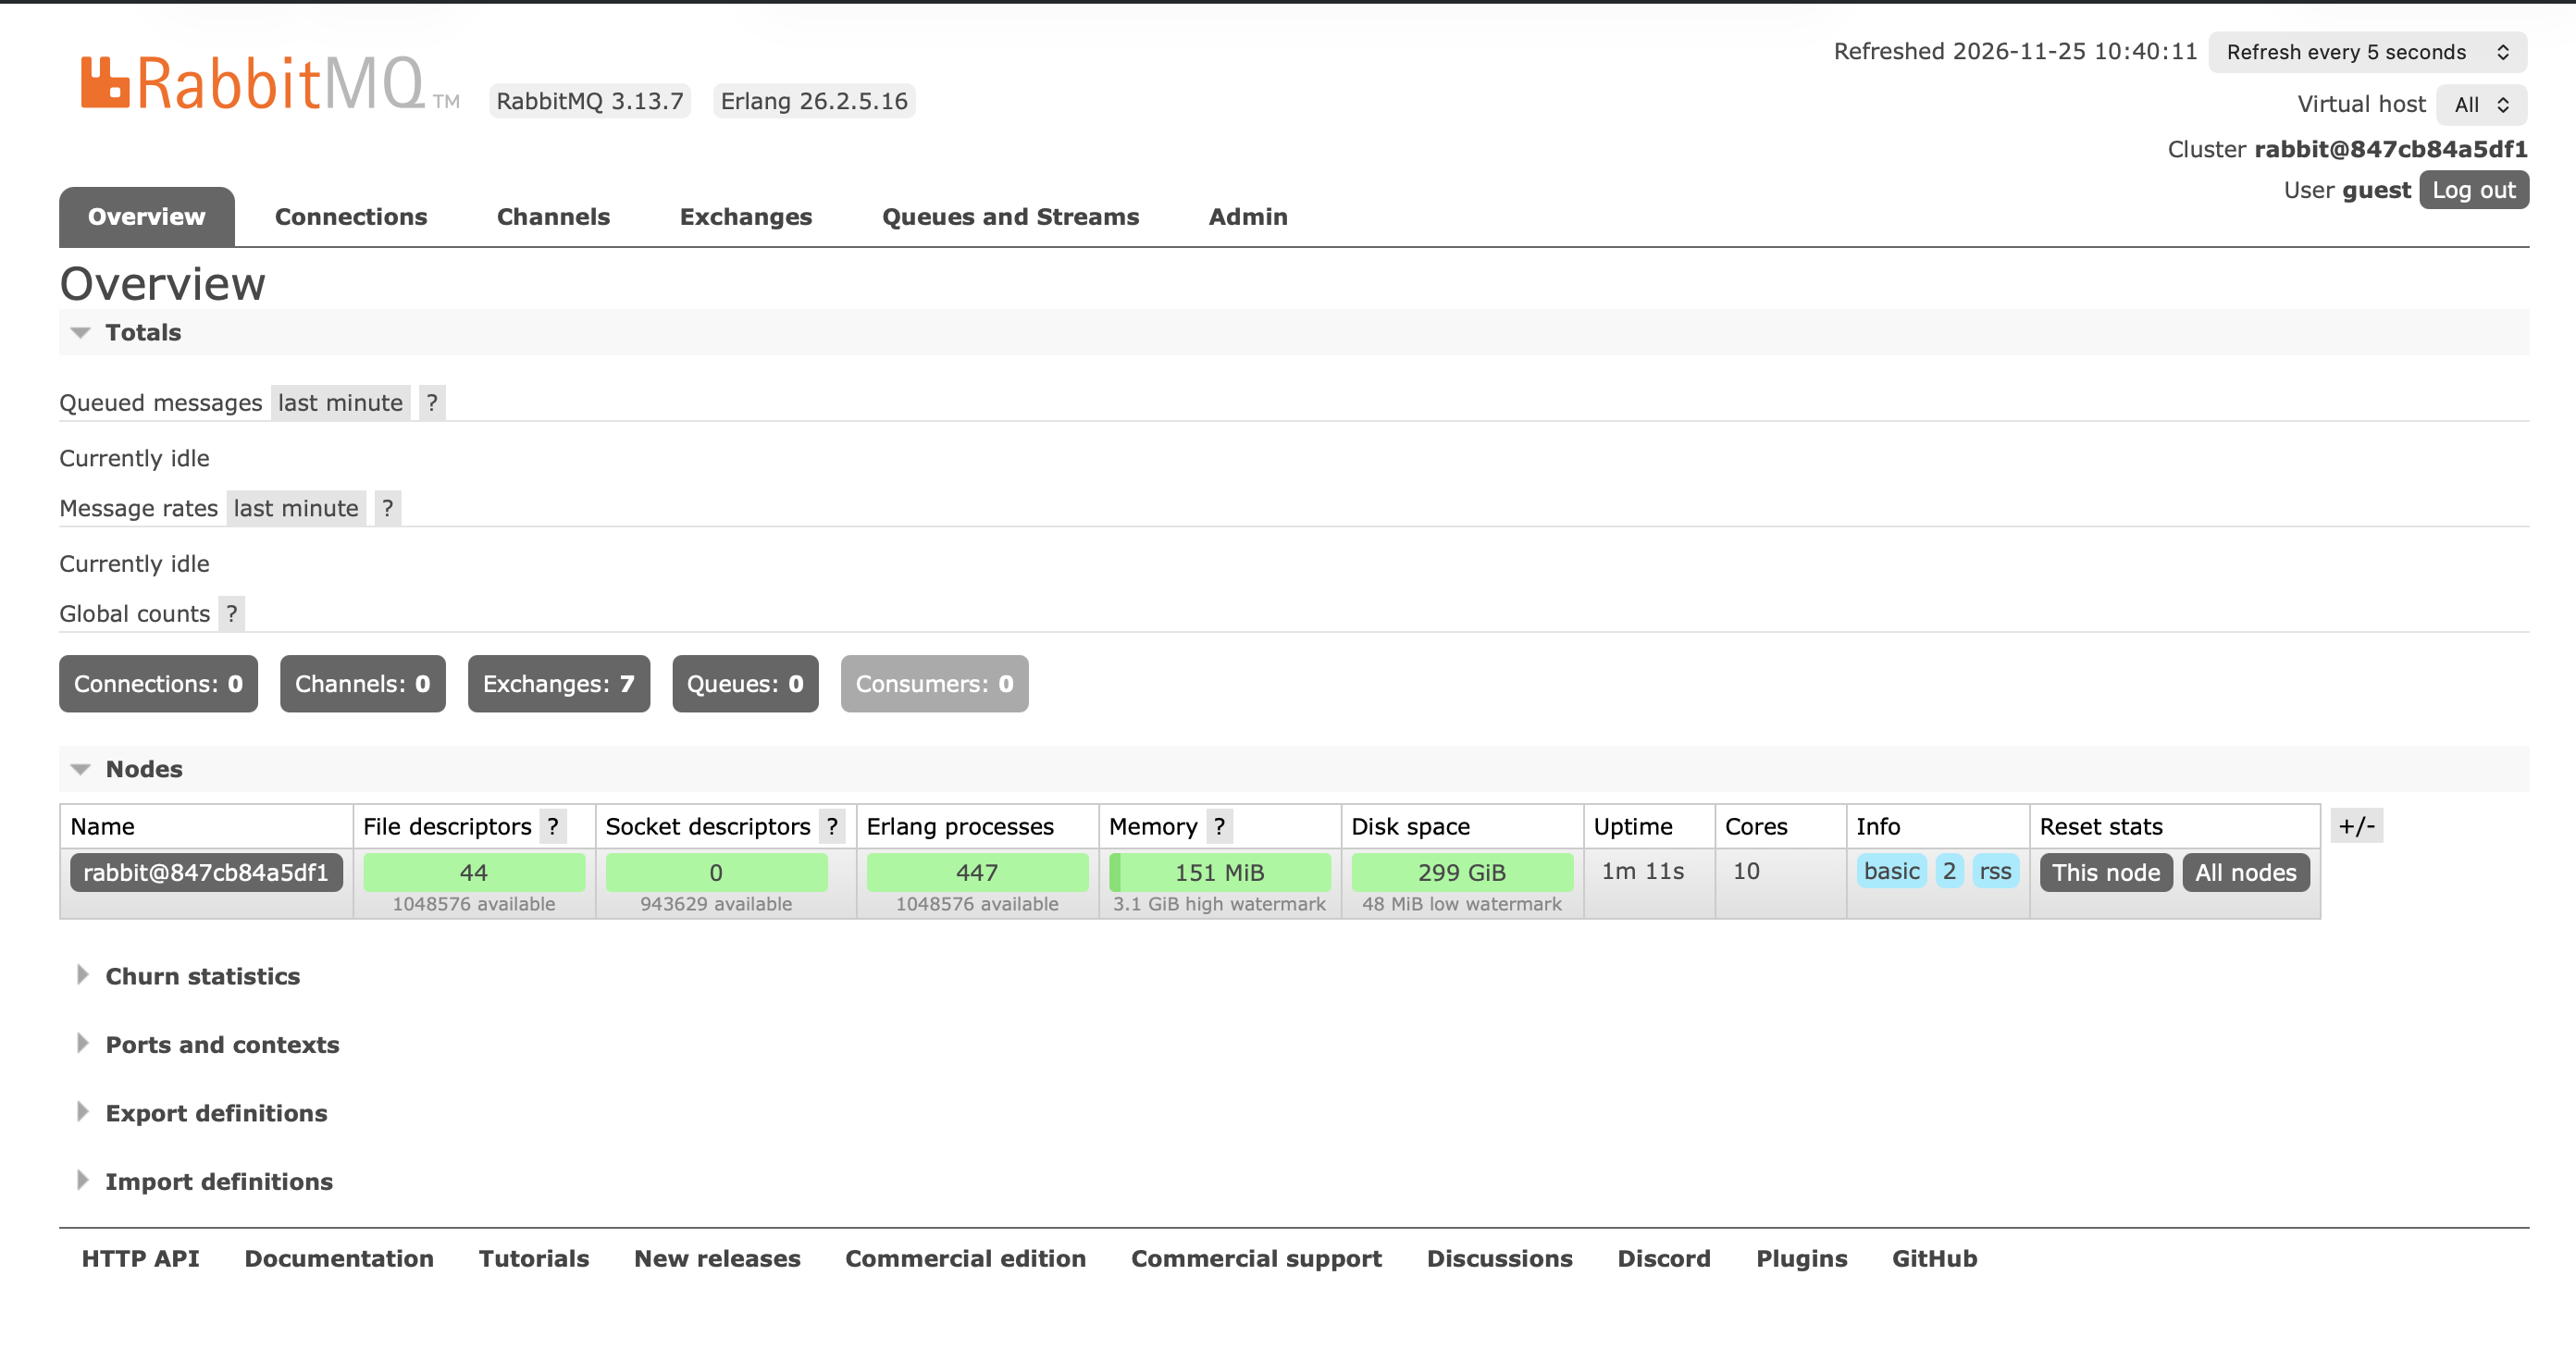 RabbitMQ TM
RabbitMQ 3.13.7 Erlang 26.2.5.16
Refreshed 2026-11-25 10:40:11 Refresh every 5 seconds
Virtual host All
Cluster rabbit@847cb84a5df1
User guest Log out
Overview Connections Channels Exchanges Queues and Streams Admin
Overview
Totals
Queued messages last minute ?
Currently idle
Message rates last minute ?
Currently idle
Global counts ?
Connections: 0 Channels: 0 Exchanges: 7 Queues: 0 Consumers: 0
Nodes
Name File descriptors ? Socket descriptors ? Erlang processes Memory ? Disk space Uptime Cores Info Reset stats +/-
rabbit@847cb84a5df1 44 0 447 151 MiB 299 GiB 1m 11s 10 basic 2 rss This node All nodes
1048576 available 943629 available 1048576 available 3.1 GiB high watermark 48 MiB low watermark
Churn statistics
Ports and contexts
Export definitions
Import definitions
HTTP API Documentation Tutorials New releases Commercial edition Commercial support Discussions Discord Plugins GitHub